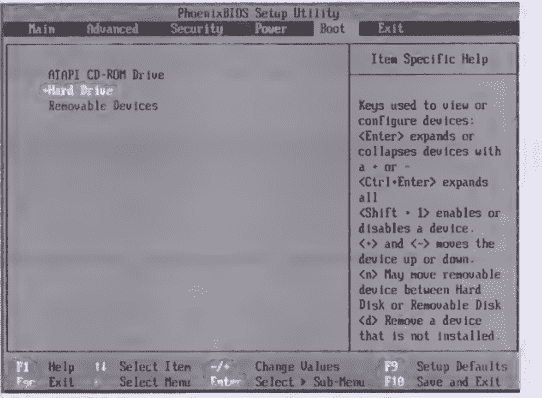 PhoenixBIOS Setup Utility
Main Advanced Security Power Boot Exit
ATAPI CD-ROM Drive
+Hard Drive
Removable Devices
Item Specific Help
Keys used to view or
configure devices:
<Enter> expands or
collapses devices with
a + or -
<Ctrl+Enter> expands
all
<Shift + 1> enables or
disables a device.
<+> and <-> moves the
device up or down.
<n> May move removable
device between Hard
Disk or Removable Disk
<d> Remove a device
that is not installed.
F1 Help ↑↓ Select Item -/+ Change Values F9 Setup Defaults
Esc Exit Select Menu Enter Select ▶ Sub-Menu F10 Save and Exit